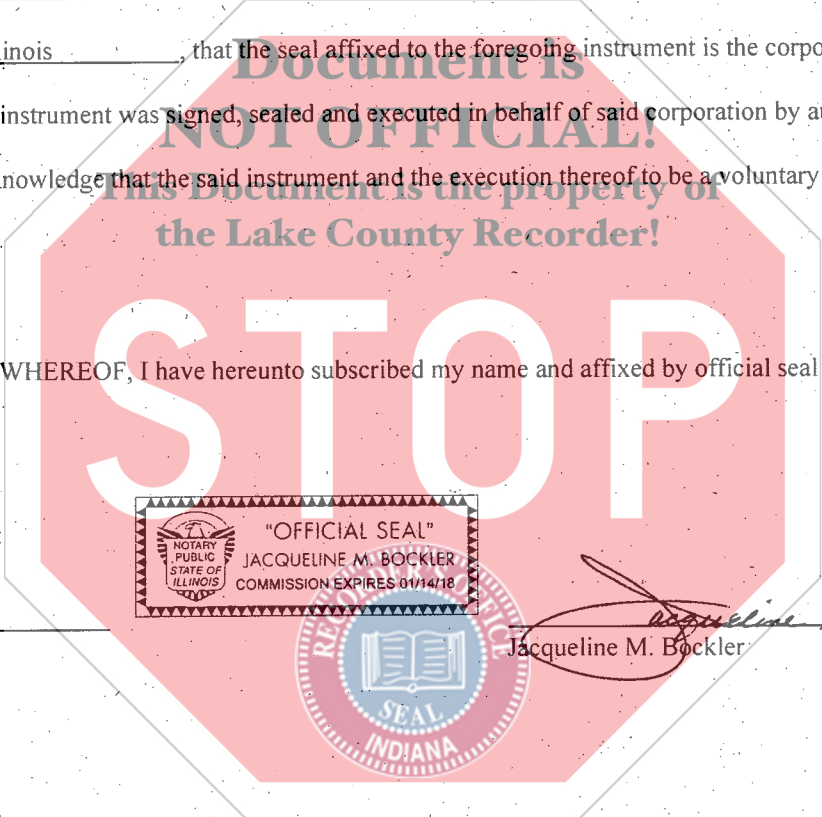 inois, that the seal affixed to the foregoing instrument is the corpo
Document is
instrument was signed, sealed and executed in behalf of said corporation by au
NOT OFFICIAL!
nowledge that the said instrument and the execution thereof to be a voluntary
This Document is the property of
the Lake County Recorder!
STOP
WHEREOF, I have hereunto subscribed my name and affixed by official seal
"OFFICIAL SEAL"
JACQUELINE M. BOCKLER
COMMISSION EXPIRES 01/14/18
NOTARY
PUBLIC
STATE OF
ILLINOIS
Jacqueline
Jacqueline M. Bockler
RECORDER'S OFFICE
SEAL
INDIANA